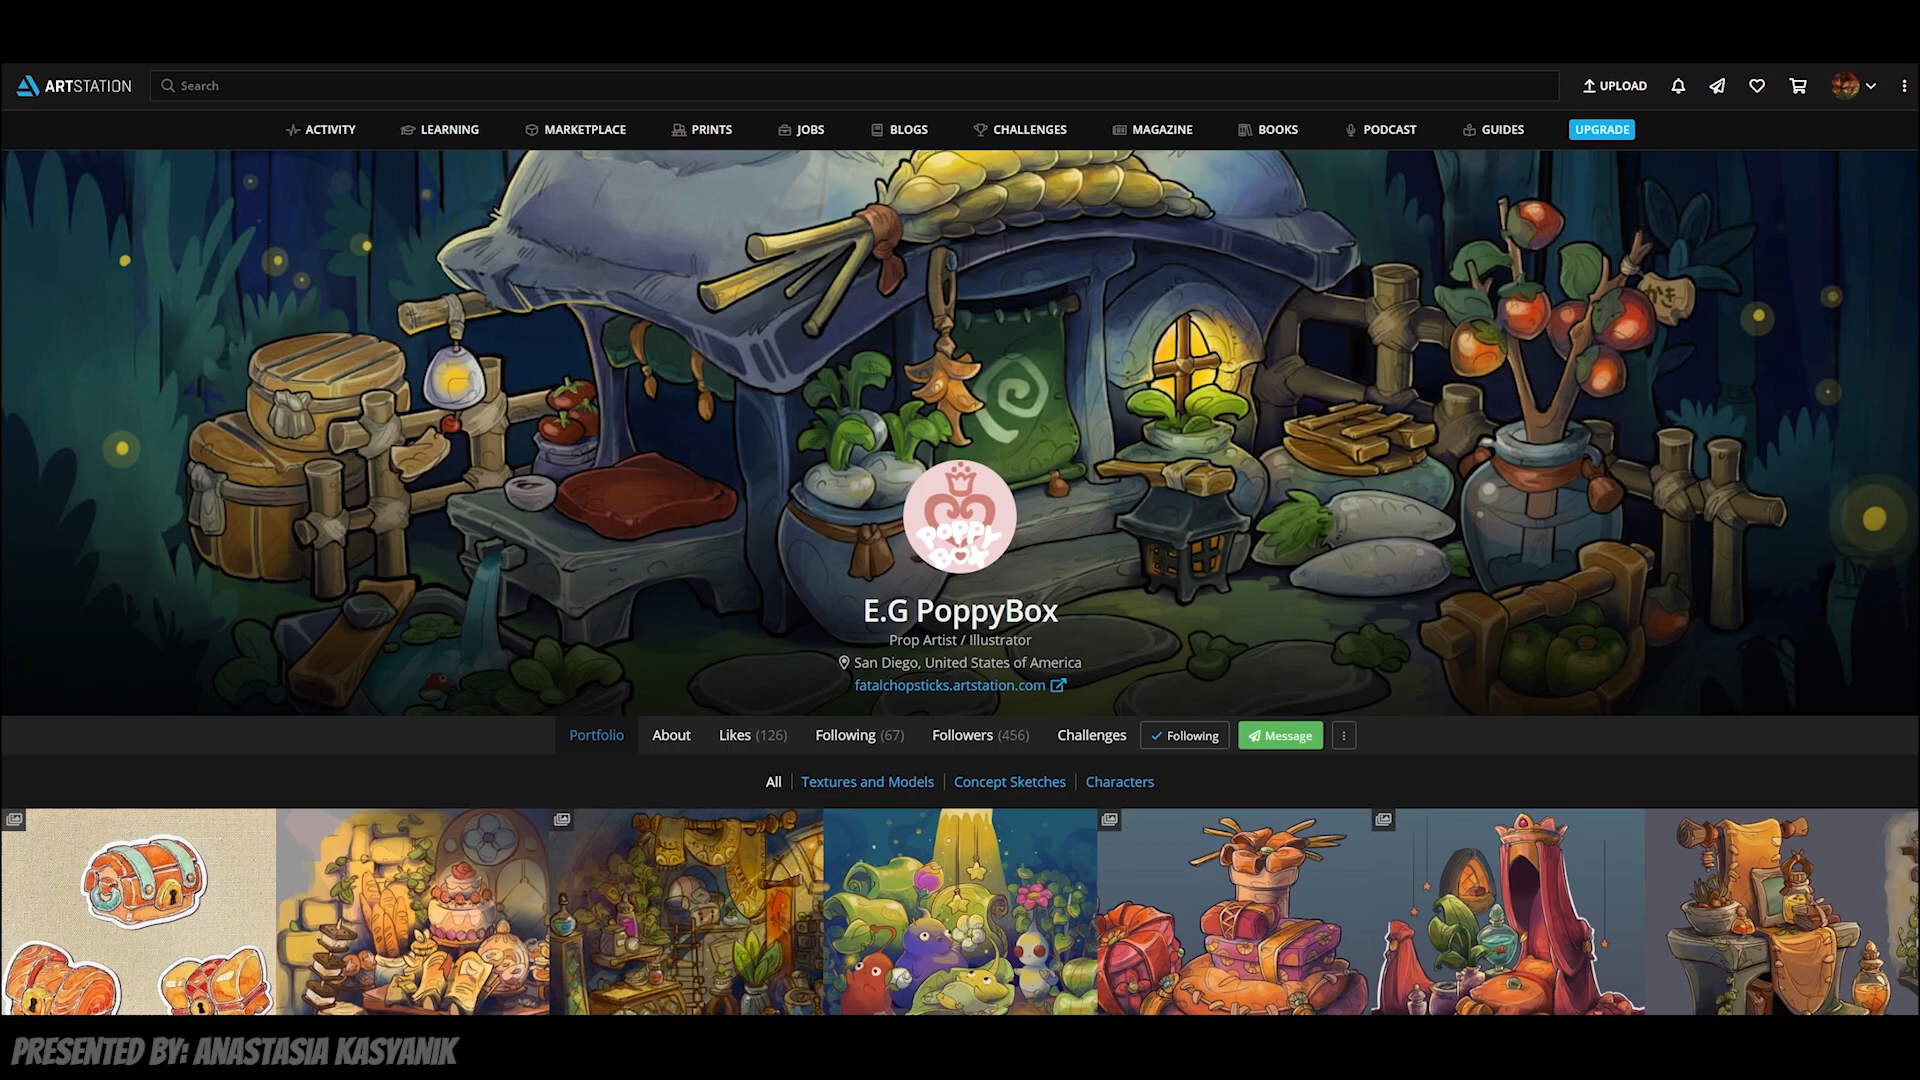 ARTSTATION
Search
UPLOAD
ACTIVITY
LEARNING
MARKETPLACE
PRINTS
JOBS
BLOGS
CHALLENGES
MAGAZINE
BOOKS
PODCAST
GUIDES
UPGRADE
かき
POPPY
BOX
E.G PoppyBox
Prop Artist / Illustrator
San Diego, United States of America
fatalchopsticks.artstation.com
Portfolio
About
Likes (126)
Following (67)
Followers (456)
Challenges
Following
Message
All
Textures and Models
Concept Sketches
Characters
PRESENTED BY: ANASTASIA KASYANIK